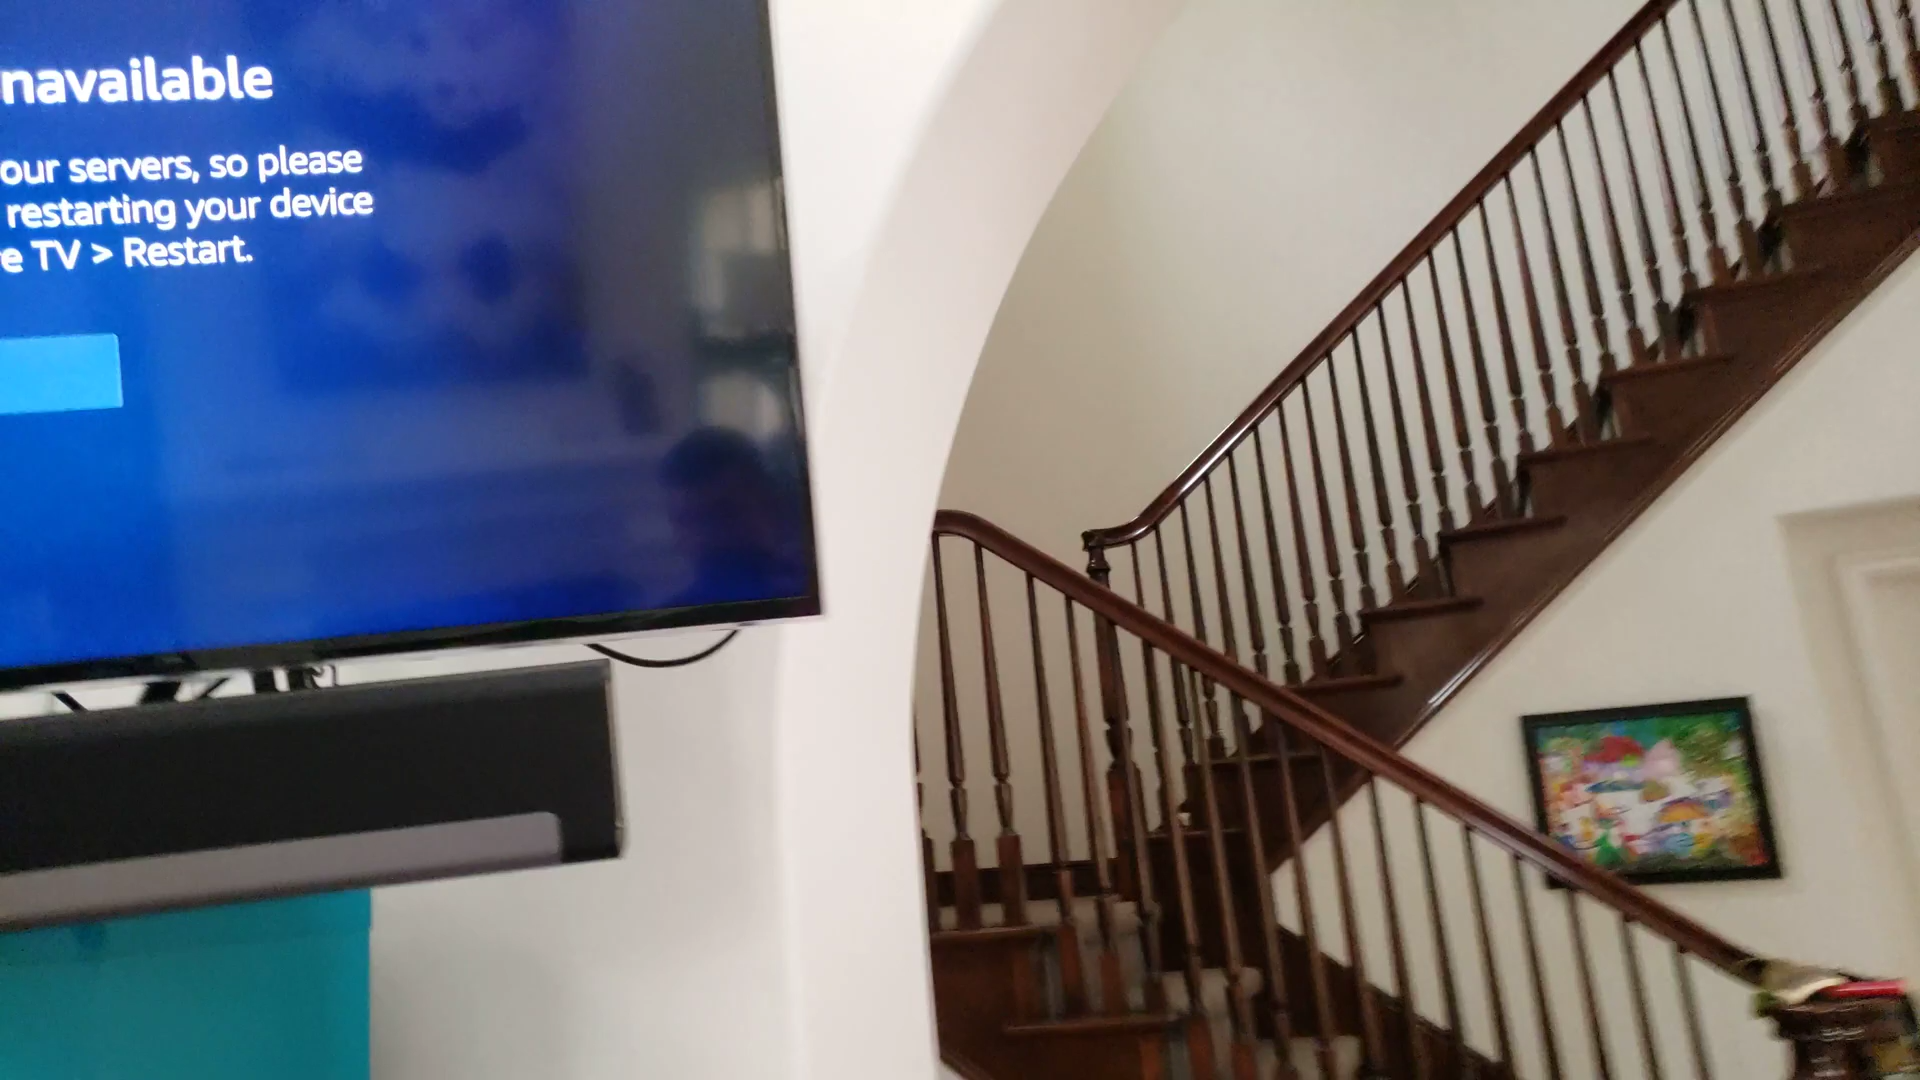 navailable
our servers, so please
restarting your device
e TV > Restart.